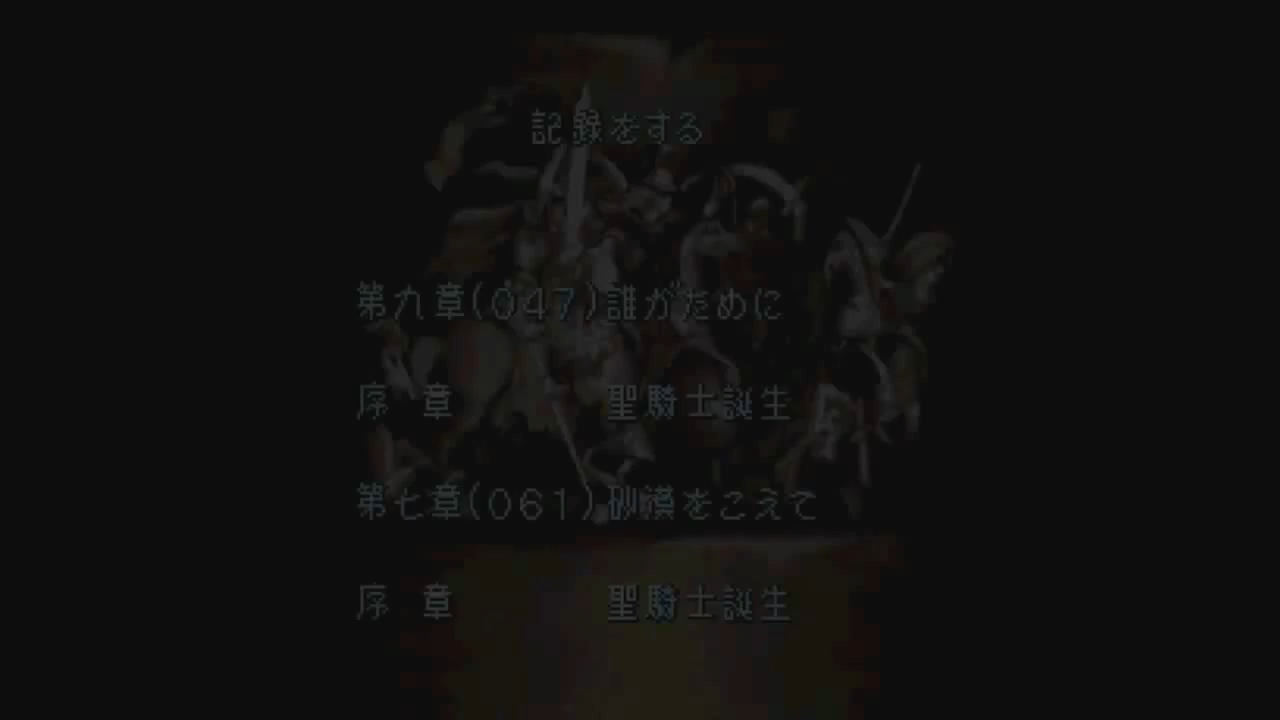 記録をする
第九章(047)誰がために
序 章 聖騎士誕生
第七章(061)砂漠をこえて
序 章 聖騎士誕生